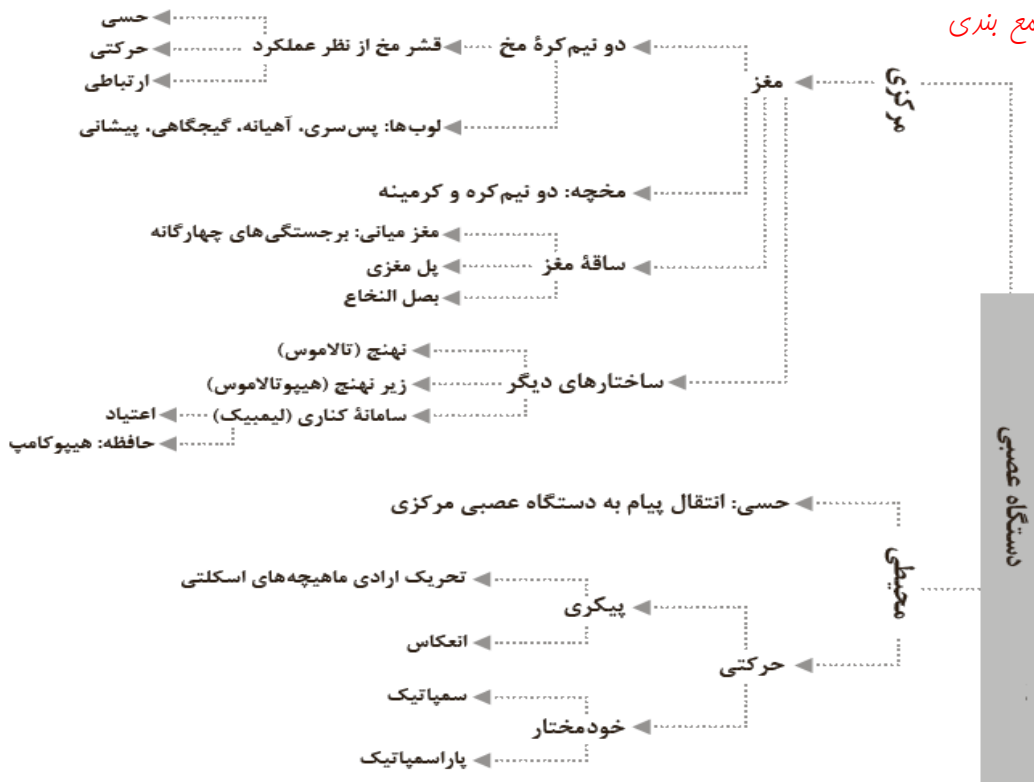 مع بندی
دستگاه عصبی
مرکزی
مغز
دو نیم‌کرهٔ مخ
قشر مخ از نظر عملکرد
حسی
حرکتی
ارتباطی
لوب‌ها: پس‌سری، آهیانه، گیجگاهی، پیشانی
مخچه: دو نیم‌کره و کرمینه
ساقهٔ مغز
مغز میانی: برجستگی‌های چهارگانه
پل مغزی
بصل النخاع
ساختارهای دیگر
نهنج (تالاموس)
زیر نهنج (هیپوتالاموس)
سامانهٔ کناری (لیمبیک)
اعتیاد
حافظه: هیپوکامپ
محیطی
حسی: انتقال پیام به دستگاه عصبی مرکزی
حرکتی
پیکری
تحریک ارادی ماهیچه‌های اسکلتی
انعکاس
خودمختار
سمپاتیک
پاراسمپاتیک